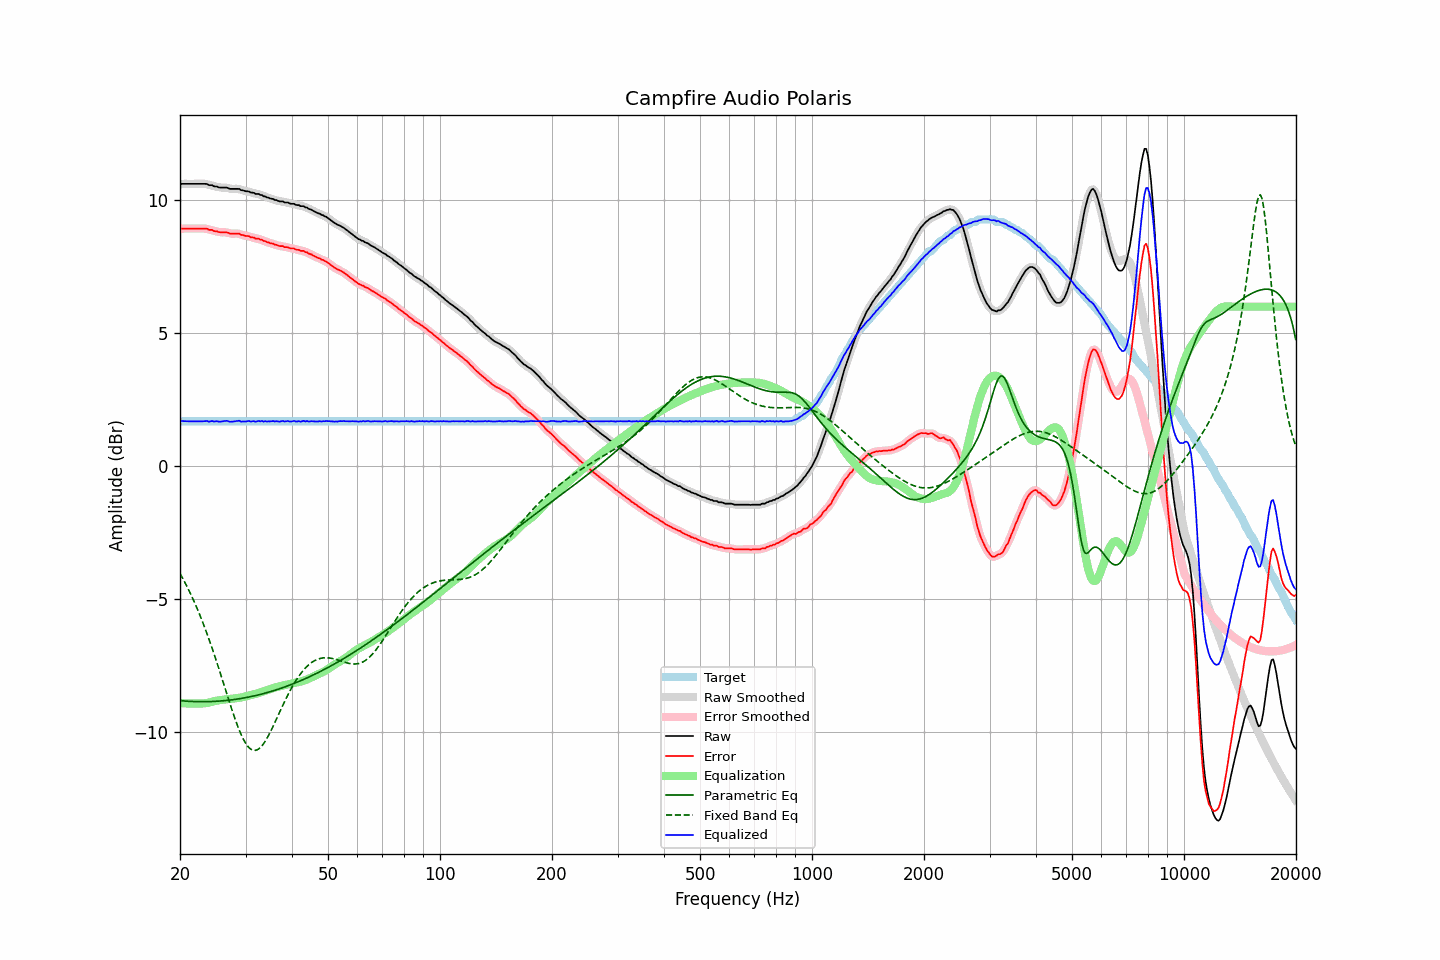 Campfire Audio Polaris
Amplitude (dBr)
10
5
0
−5
−10
Target
Raw Smoothed
Error Smoothed
Raw
Error
Equalization
Parametric Eq
Fixed Band Eq
Equalized
20 50 100 200 500 1000 2000 5000 10000 20000
Frequency (Hz)